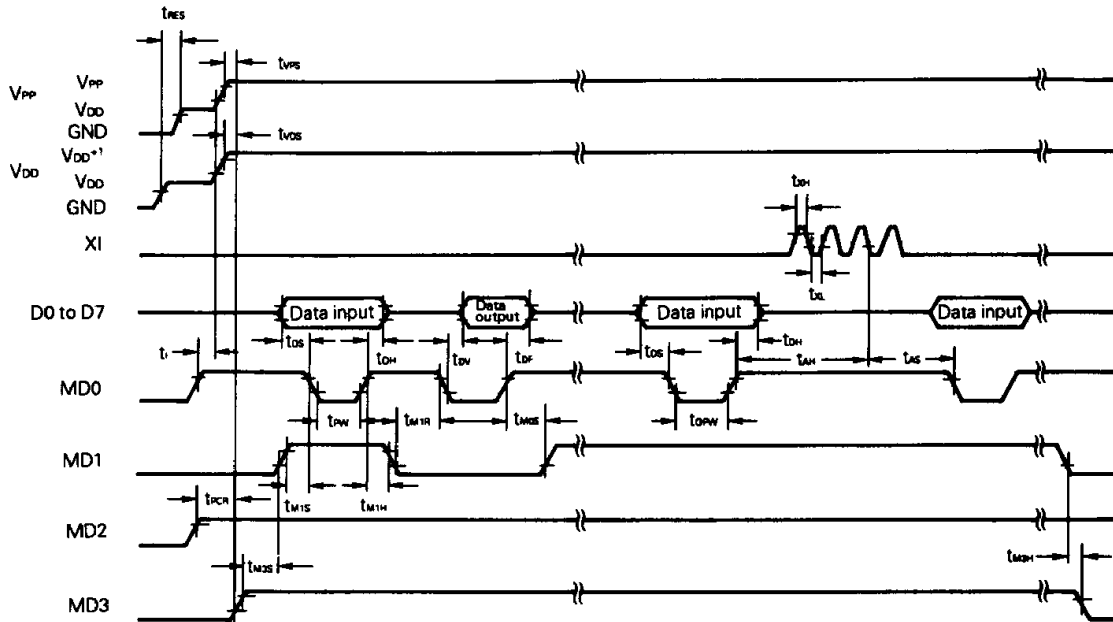 tRES
tVPS
VPP
VPP
VDD
GND
tVDS
VDD+1
VDD
VDD
GND
tXH
XI
tXL
D0 to D7
Data input
Data output
Data input
Data input
tI
tDS
tDH
tDV
tDF
tDS
tDH
tAH
tAS
MD0
tPW
tM1R
tM0S
tOPW
MD1
tPCR
tM1S
tM1H
MD2
tM3S
tM3H
MD3